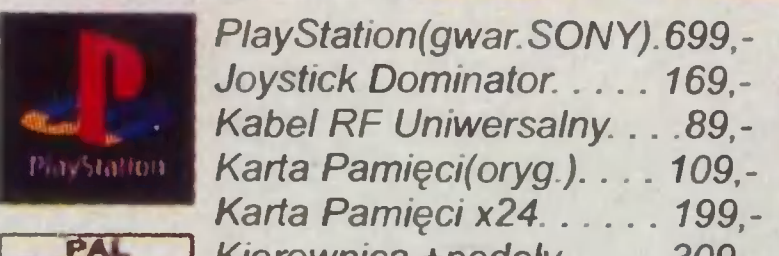 PlayStation(gwar.SONY).699,-
Joystick Dominator. . . . . 169,-
Kabel RF Uniwersalny. . . .89,-
Karta Pamięci(oryg.). . . . 109,-
Karta Pamięci x24. . . . . . 199,-
PlayStation
PAL